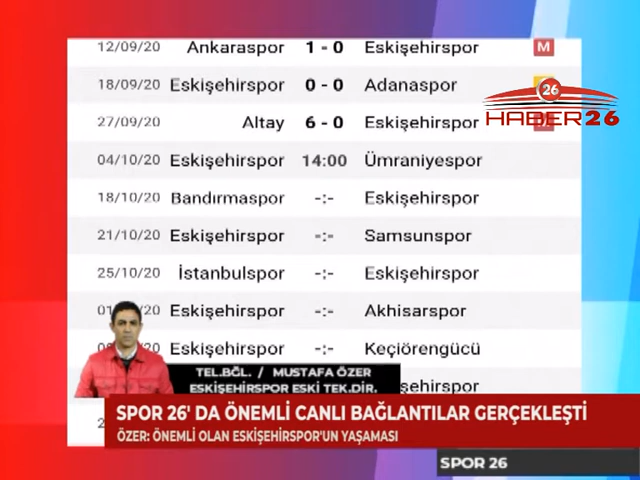 12/09/20 Ankaraspor 1 - 0 Eskişehirspor M
18/09/20 Eskişehirspor 0 - 0 Adanaspor
27/09/20 Altay 6 - 0 Eskişehirspor
04/10/20 Eskişehirspor 14:00 Ümraniyespor
18/10/20 Bandırmaspor -:- Eskişehirspor
21/10/20 Eskişehirspor -:- Samsunspor
25/10/20 İstanbulspor -:- Eskişehirspor
Eskişehirspor -:- Akhisarspor
Eskişehirspor -:- Keçiörengücü
26
HABER26
TEL.BĞL. / MUSTAFA ÖZER
ESKİŞEHİRSPOR ESKİ TEK.DİR.
SPOR 26' DA ÖNEMLİ CANLI BAĞLANTILAR GERÇEKLEŞTİ
ÖZER: ÖNEMLİ OLAN ESKİŞEHİRSPOR'UN YAŞAMASI
SPOR 26